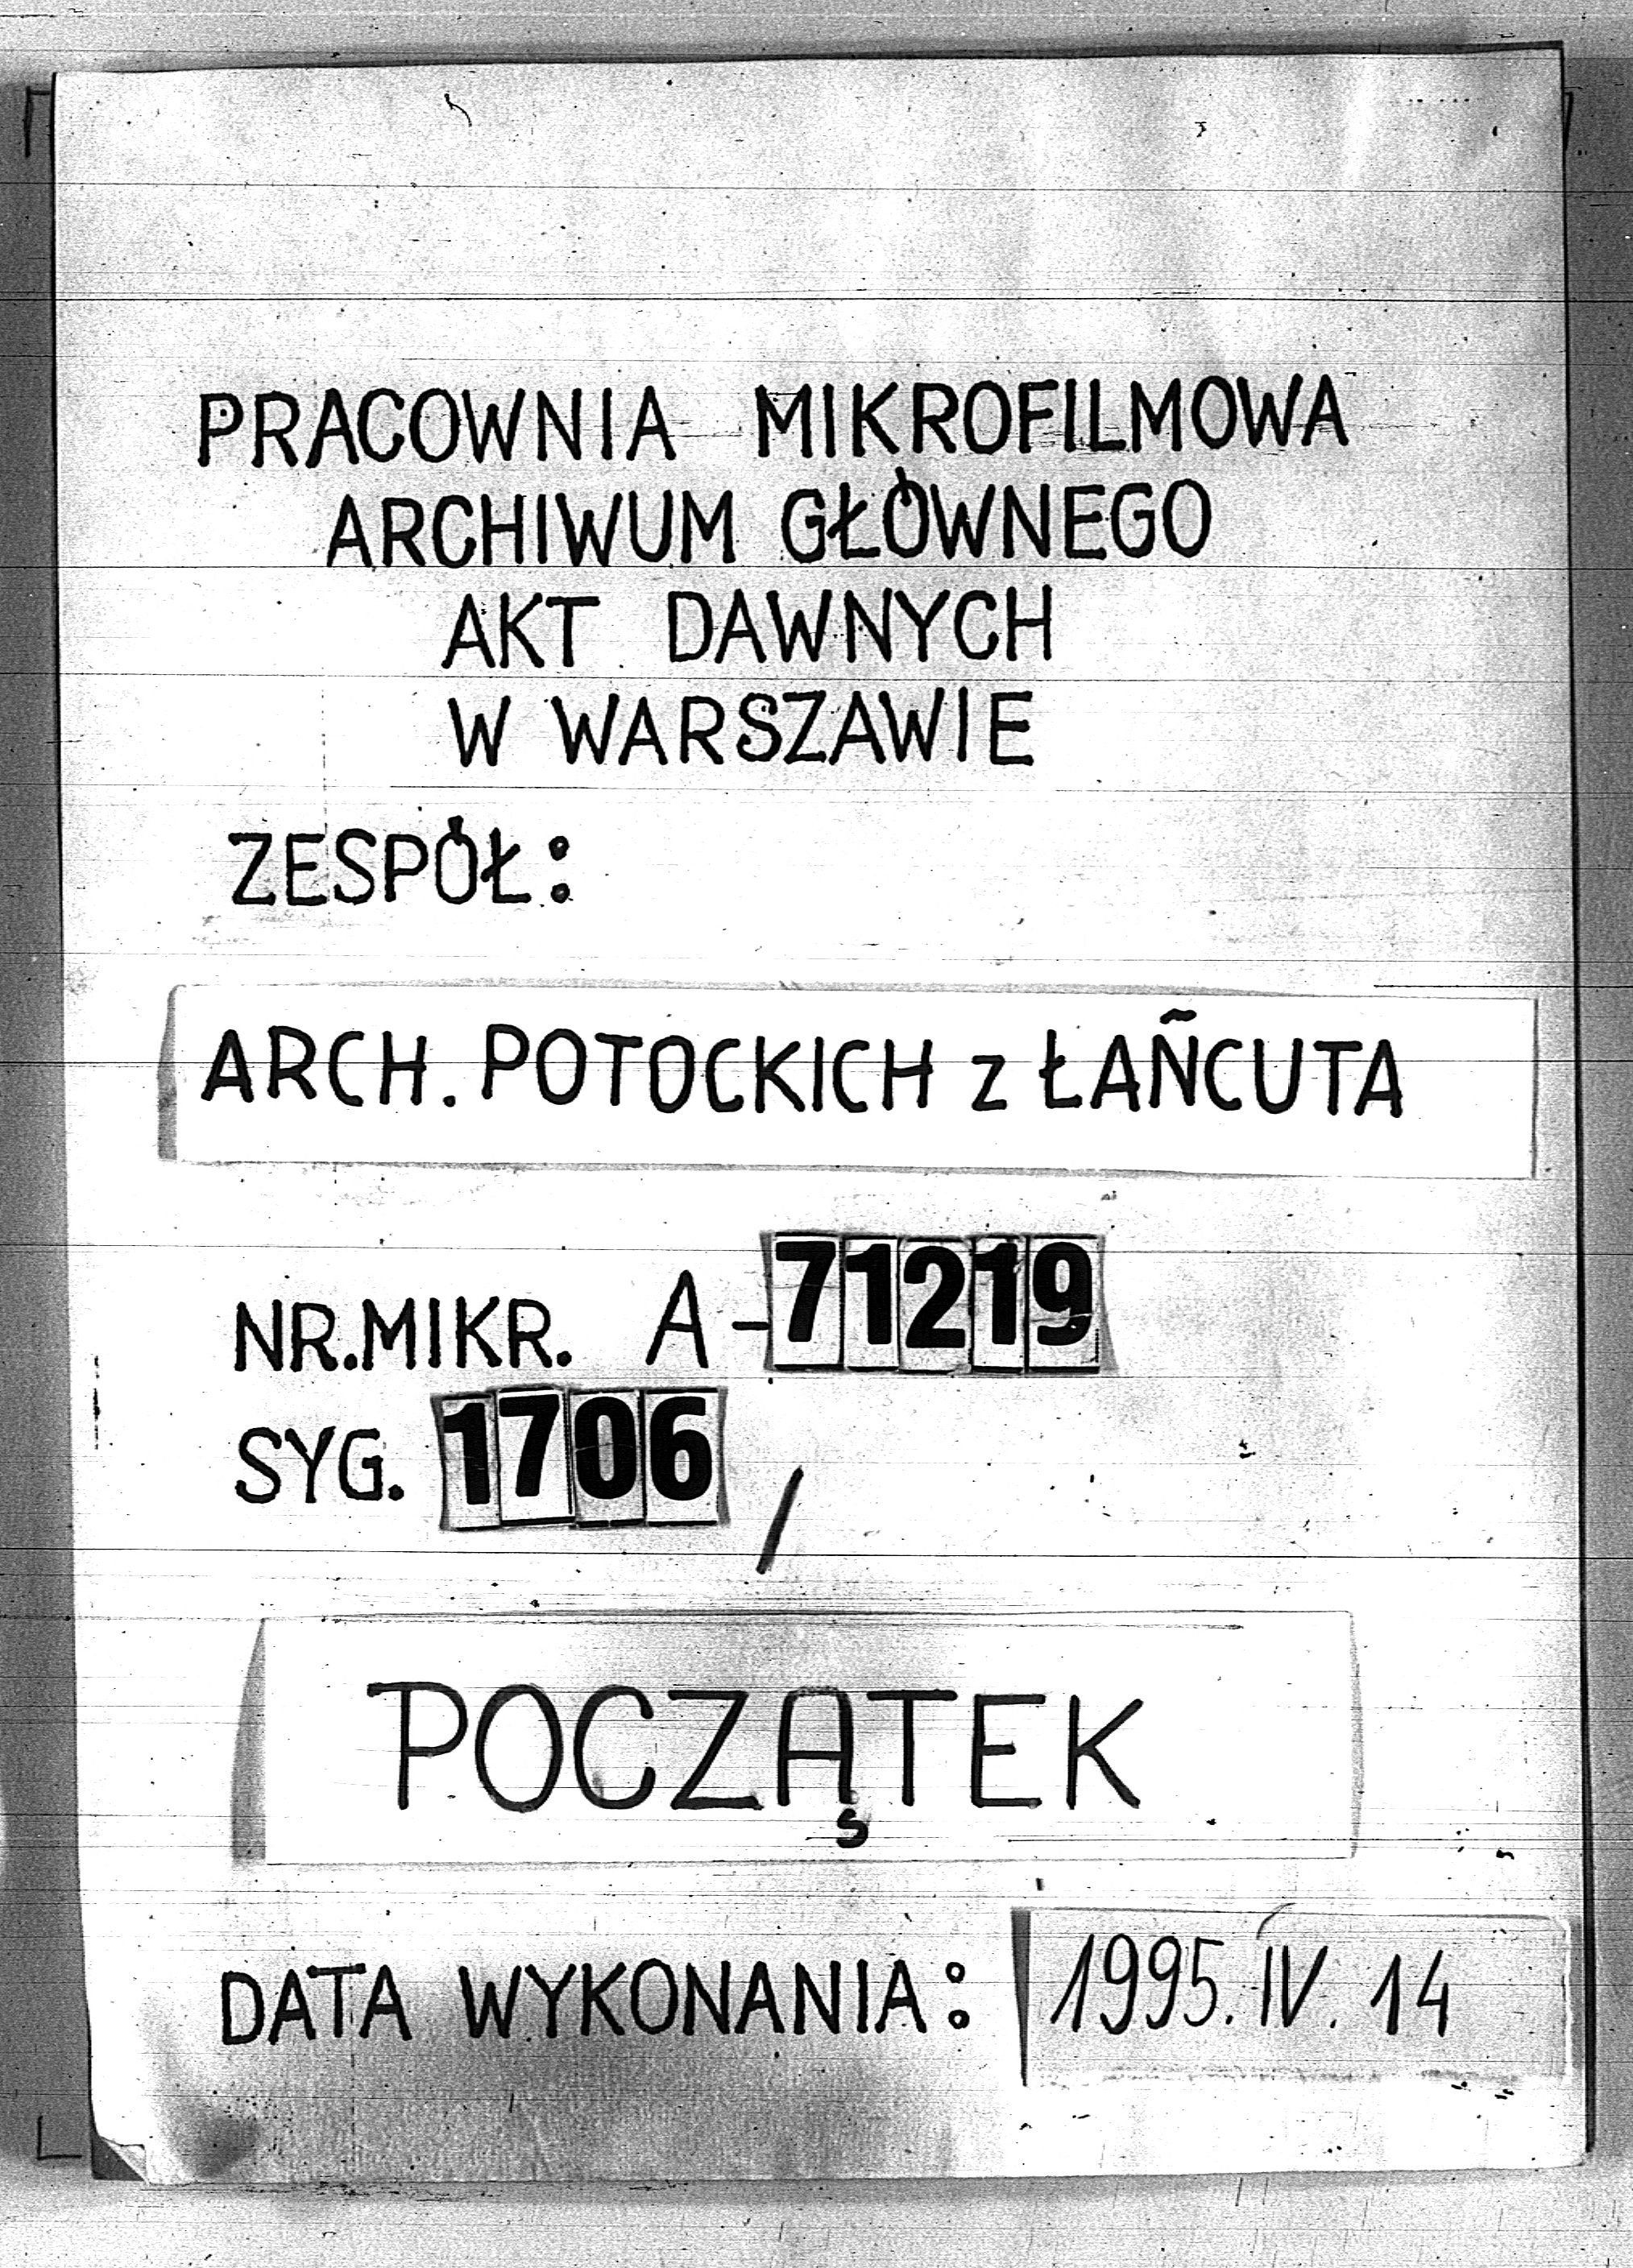 PRACOWNIA MIKROFILMOWA
ARCHIWUM GŁÓWNEGO
AKT DAWNYCH
W WARSZAWIE
ZESPÓŁ:
ARCH. POTOCKICH z ŁAŃCUTA
NR.MIKR. A-71219
SYG. 1706 /
POCZĄTEK
DATA WYKONANIA: 1995.IV.14